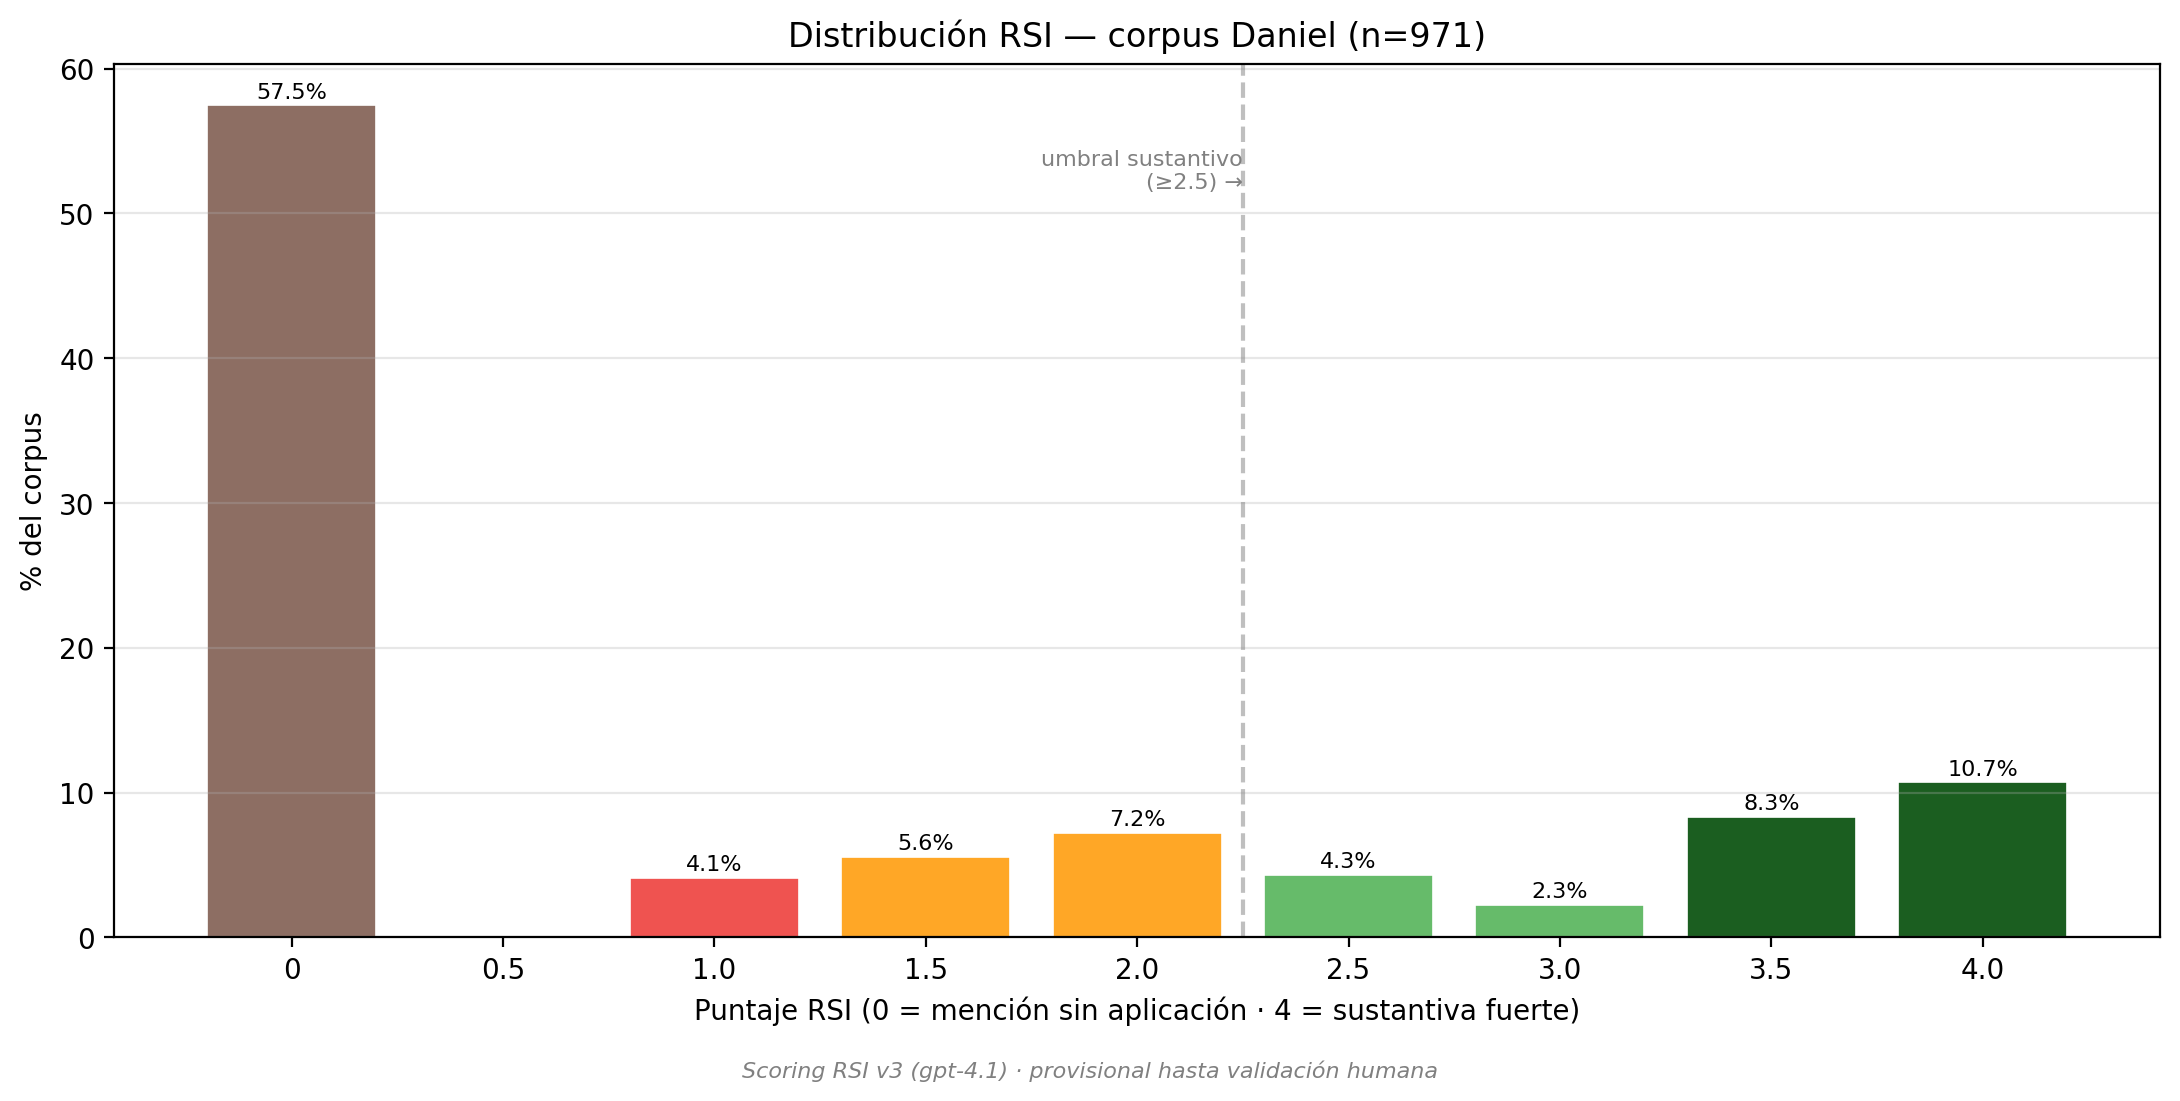 Distribución RSI — corpus Daniel (n=971)
% del corpus
60
50
40
30
20
10
0
57.5%
4.1%
5.6%
7.2%
4.3%
2.3%
8.3%
10.7%
umbral sustantivo
(≥2.5) →
0 0.5 1.0 1.5 2.0 2.5 3.0 3.5 4.0
Puntaje RSI (0 = mención sin aplicación · 4 = sustantiva fuerte)
Scoring RSI v3 (gpt-4.1) · provisional hasta validación humana